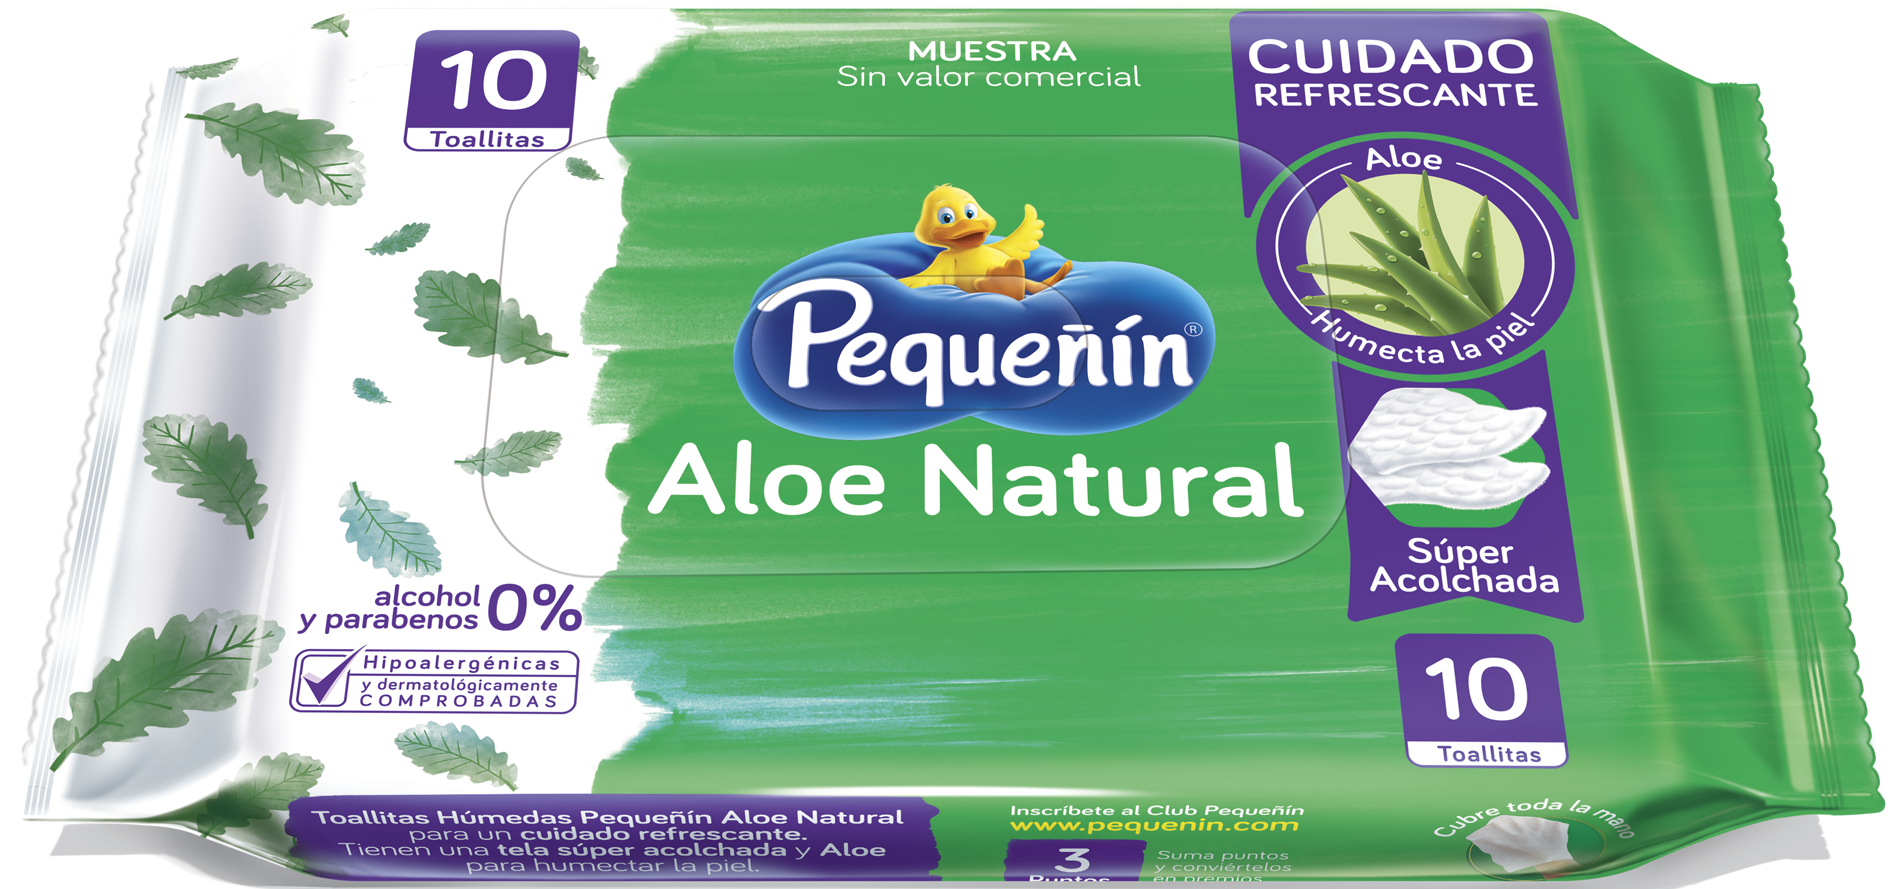 10
Toallitas
MUESTRA
Sin valor comercial
CUIDADO
REFRESCANTE
Aloe
Humecta la piel
Pequeñín®
Aloe Natural
Súper
Acolchada
alcohol
y parabenos 0%
Hipoalergénicas
y dermatológicamente
COMPROBADAS
10
Toallitas
Toallitas Húmedas Pequeñín Aloe Natural
para un cuidado refrescante.
Tienen una tela súper acolchada y Aloe
para humectar la piel.
Inscríbete al Club Pequeñín
www.pequenin.com
3
Puntos
Suma puntos
y conviértelos
en premios
Cubre toda la mano